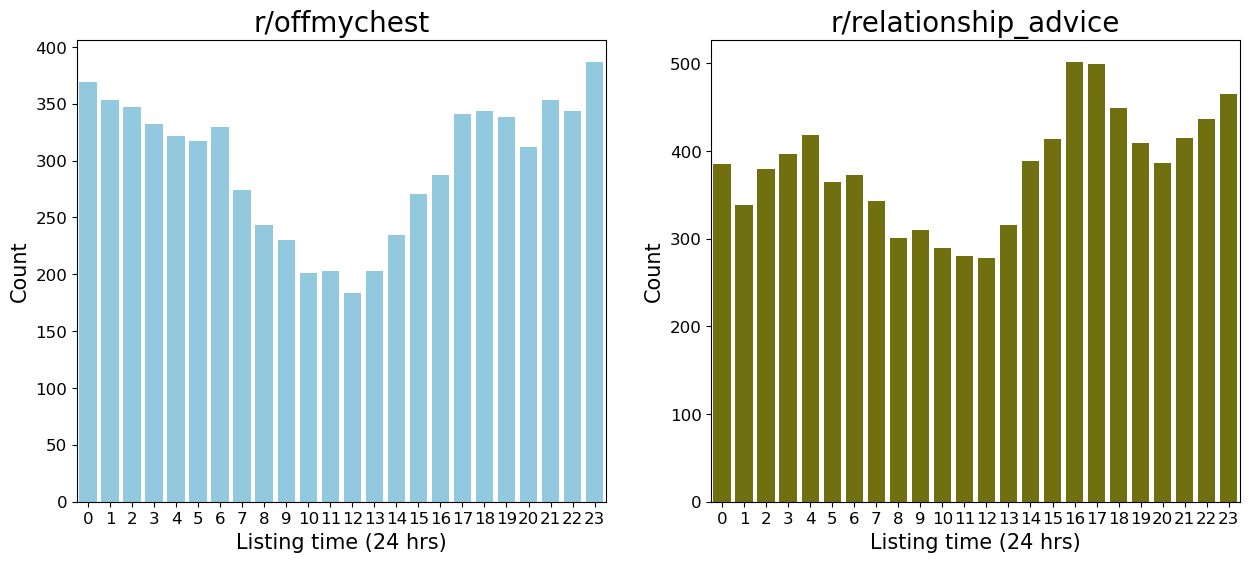 r/offmychest
400
350
300
250
200
150
100
50
0
Count
0 1 2 3 4 5 6 7 8 9 10 11 12 13 14 15 16 17 18 19 20 21 22 23
Listing time (24 hrs)
r/relationship_advice
500
400
300
200
100
0
Count
0 1 2 3 4 5 6 7 8 9 10 11 12 13 14 15 16 17 18 19 20 21 22 23
Listing time (24 hrs)